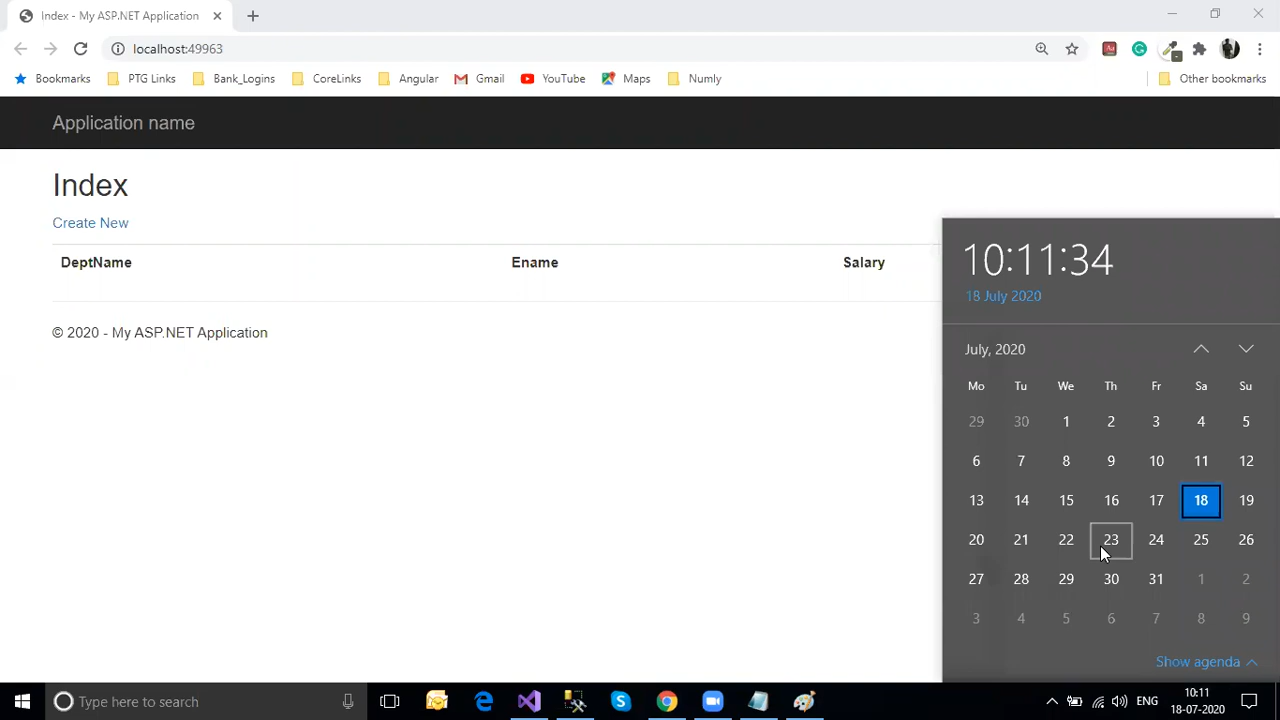 Index - My ASP.NET Application
localhost:49963
Bookmarks PTG Links Bank_Logins CoreLinks Angular Gmail YouTube Maps Numly Other bookmarks
Application name
Index
Create New
DeptName Ename Salary
© 2020 - My ASP.NET Application
10:11:34
18 July 2020
July, 2020
Mo Tu We Th Fr Sa Su
29 30 1 2 3 4 5
6 7 8 9 10 11 12
13 14 15 16 17 18 19
20 21 22 23 24 25 26
27 28 29 30 31 1 2
3 4 5 6 7 8 9
Show agenda
Type here to search
ENG
10:11
18-07-2020